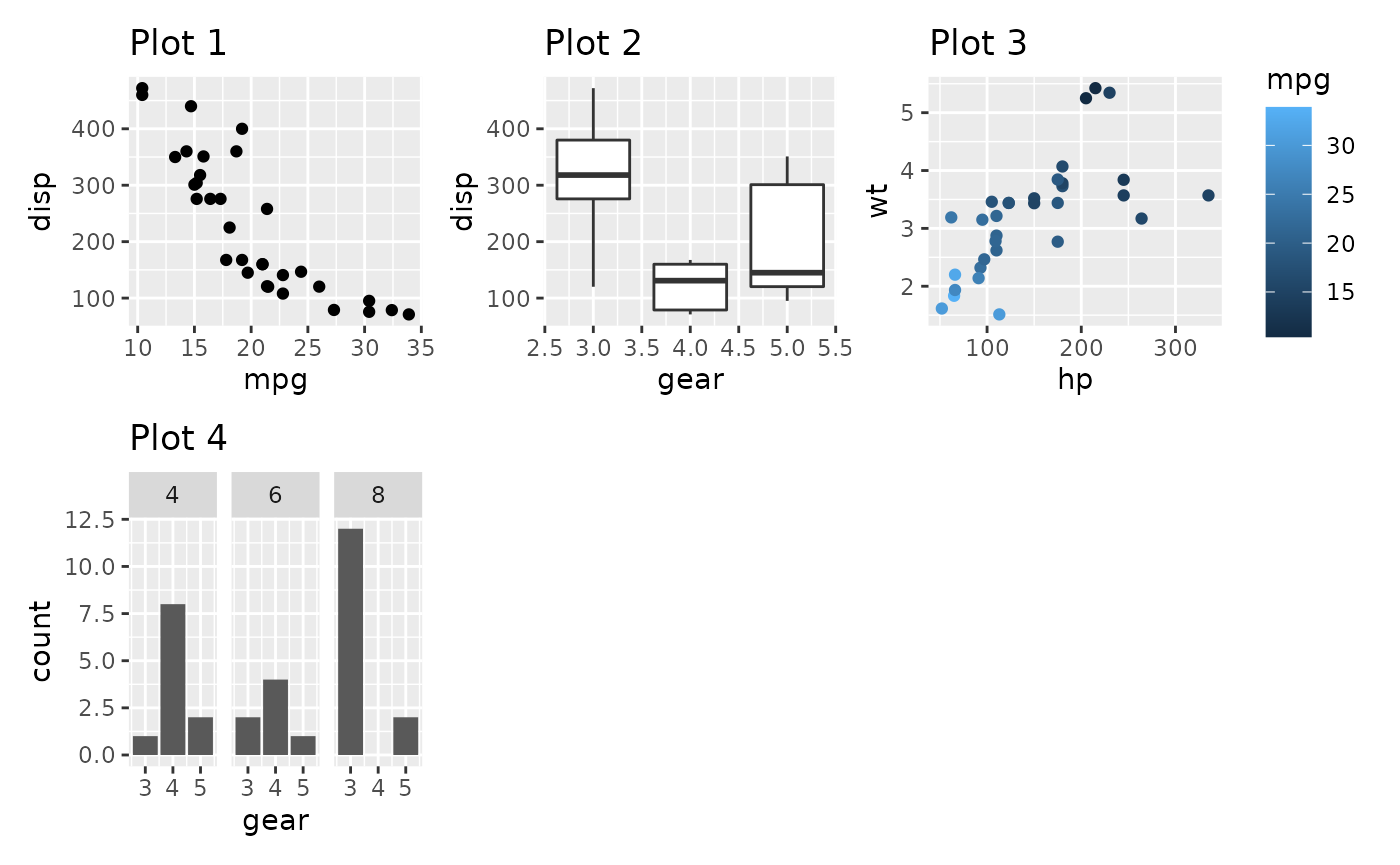 Plot 1
disp
400
300
200
100
10 15 20 25 30 35
mpg
Plot 2
disp
400
300
200
100
2.5 3.0 3.5 4.0 4.5 5.0 5.5
gear
Plot 3
wt
5
4
3
2
100 200 300
hp
mpg
30
25
20
15
Plot 4
4 6 8
count
12.5
10.0
7.5
5.0
2.5
0.0
3 4 5 3 4 5 3 4 5
gear